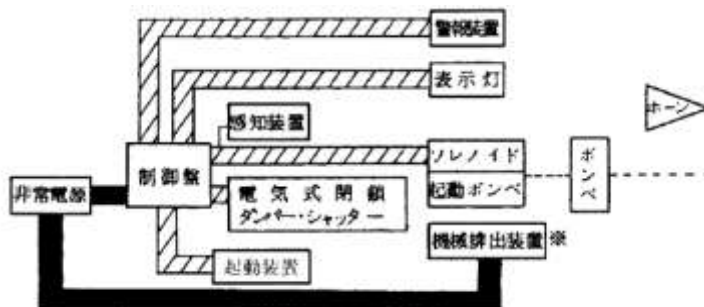 警報装置
表示灯
ホーン
感知装置
制御盤
ソレノイド
起動ボンベ
ボンベ
非常電源
電気式閉鎖
ダンパー・シャッター
機械排出装置※
起動装置